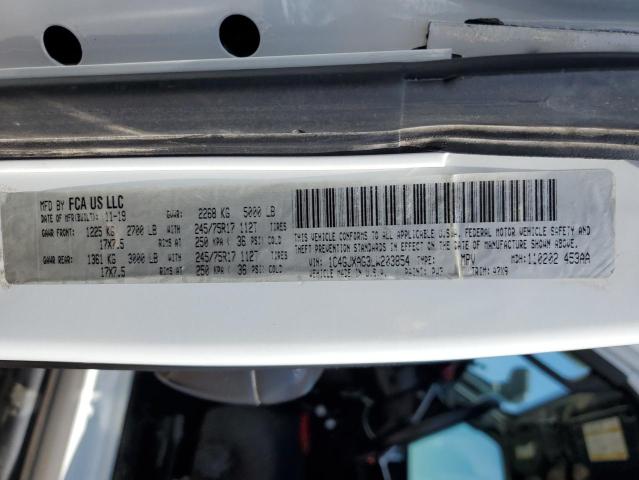 MFD BY FCA US LLC
DATE OF MFR(BUILT): 11-19 GVWR: 2268 KG 5000 LB
GAWR FRONT: 1225 KG 2700 LB WITH 245/75R17 112T TIRES
17X7.5 RIMS AT 250 KPA ( 36 PSI) COLD
GAWR REAR: 1361 KG 3000 LB WITH 245/75R17 112T TIRES
17X7.5 RIMS AT 250 KPA ( 36 PSI) COLD
THIS VEHICLE CONFORMS TO ALL APPLICABLE U.S.A. FEDERAL MOTOR VEHICLE SAFETY AND
THEFT PREVENTION STANDARDS IN EFFECT ON THE DATE OF MANUFACTURE SHOWN ABOVE.
VIN: 1C4GJXAG3LW203854 TYPE: MPV MDH: 110202 453AA
MADE IN U.S.A. PAINT: PW7 TRIM: